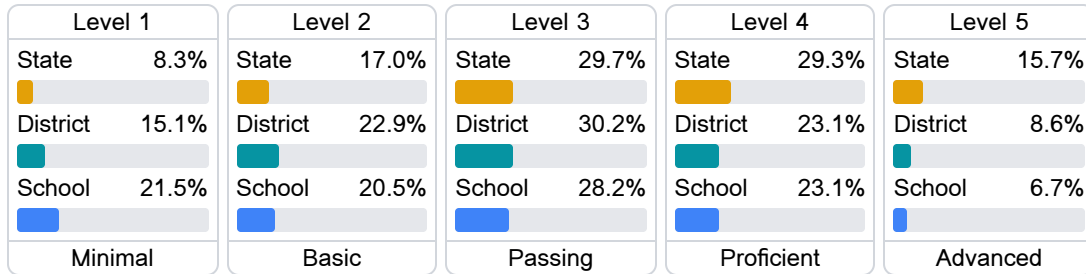 Level 1
State 8.3%
District 15.1%
School 21.5%
Minimal
Level 2
State 17.0%
District 22.9%
School 20.5%
Basic
Level 3
State 29.7%
District 30.2%
School 28.2%
Passing
Level 4
State 29.3%
District 23.1%
School 23.1%
Proficient
Level 5
State 15.7%
District 8.6%
School 6.7%
Advanced